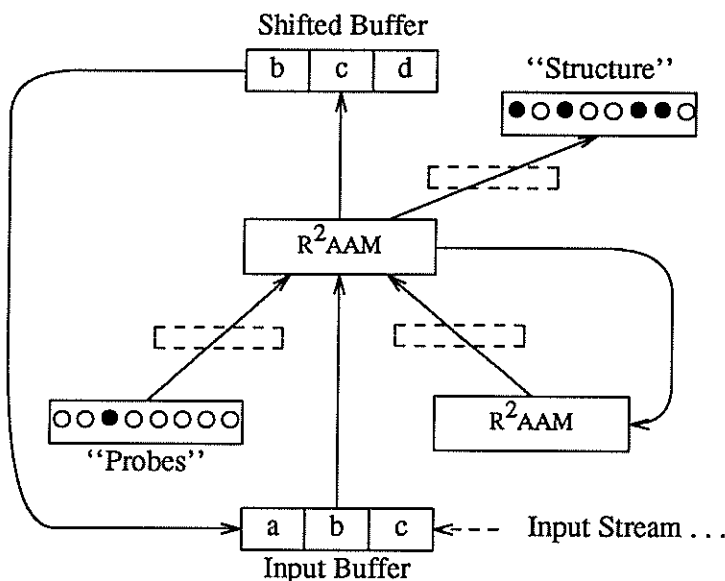 Shifted Buffer
b c d
“Structure”
R²AAM
R²AAM
“Probes”
a b c
Input Stream . . .
Input Buffer